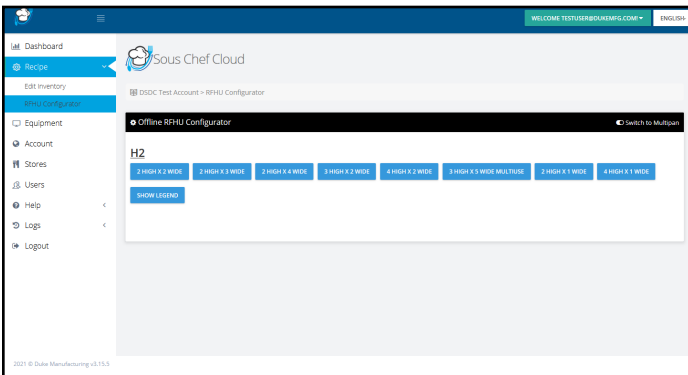 WELCOME TESTUSER@DUKEMFG.COM!
ENGLISH-
Dashboard
Recipe
Edit Inventory
RFHU Configurator
Equipment
Account
Stores
Users
Help
Logs
Logout
Sous Chef Cloud
DSDC Test Account > RFHU Configurator
Offline RFHU Configurator
Switch to Multipan
H2
2 HIGH X 2 WIDE 2 HIGH X 3 WIDE 2 HIGH X 4 WIDE 3 HIGH X 2 WIDE 4 HIGH X 2 WIDE 3 HIGH X 5 WIDE MULTIUSE 2 HIGH X 1 WIDE 4 HIGH X 1 WIDE
SHOW LEGEND
2021 © Duke Manufacturing v3.15.5